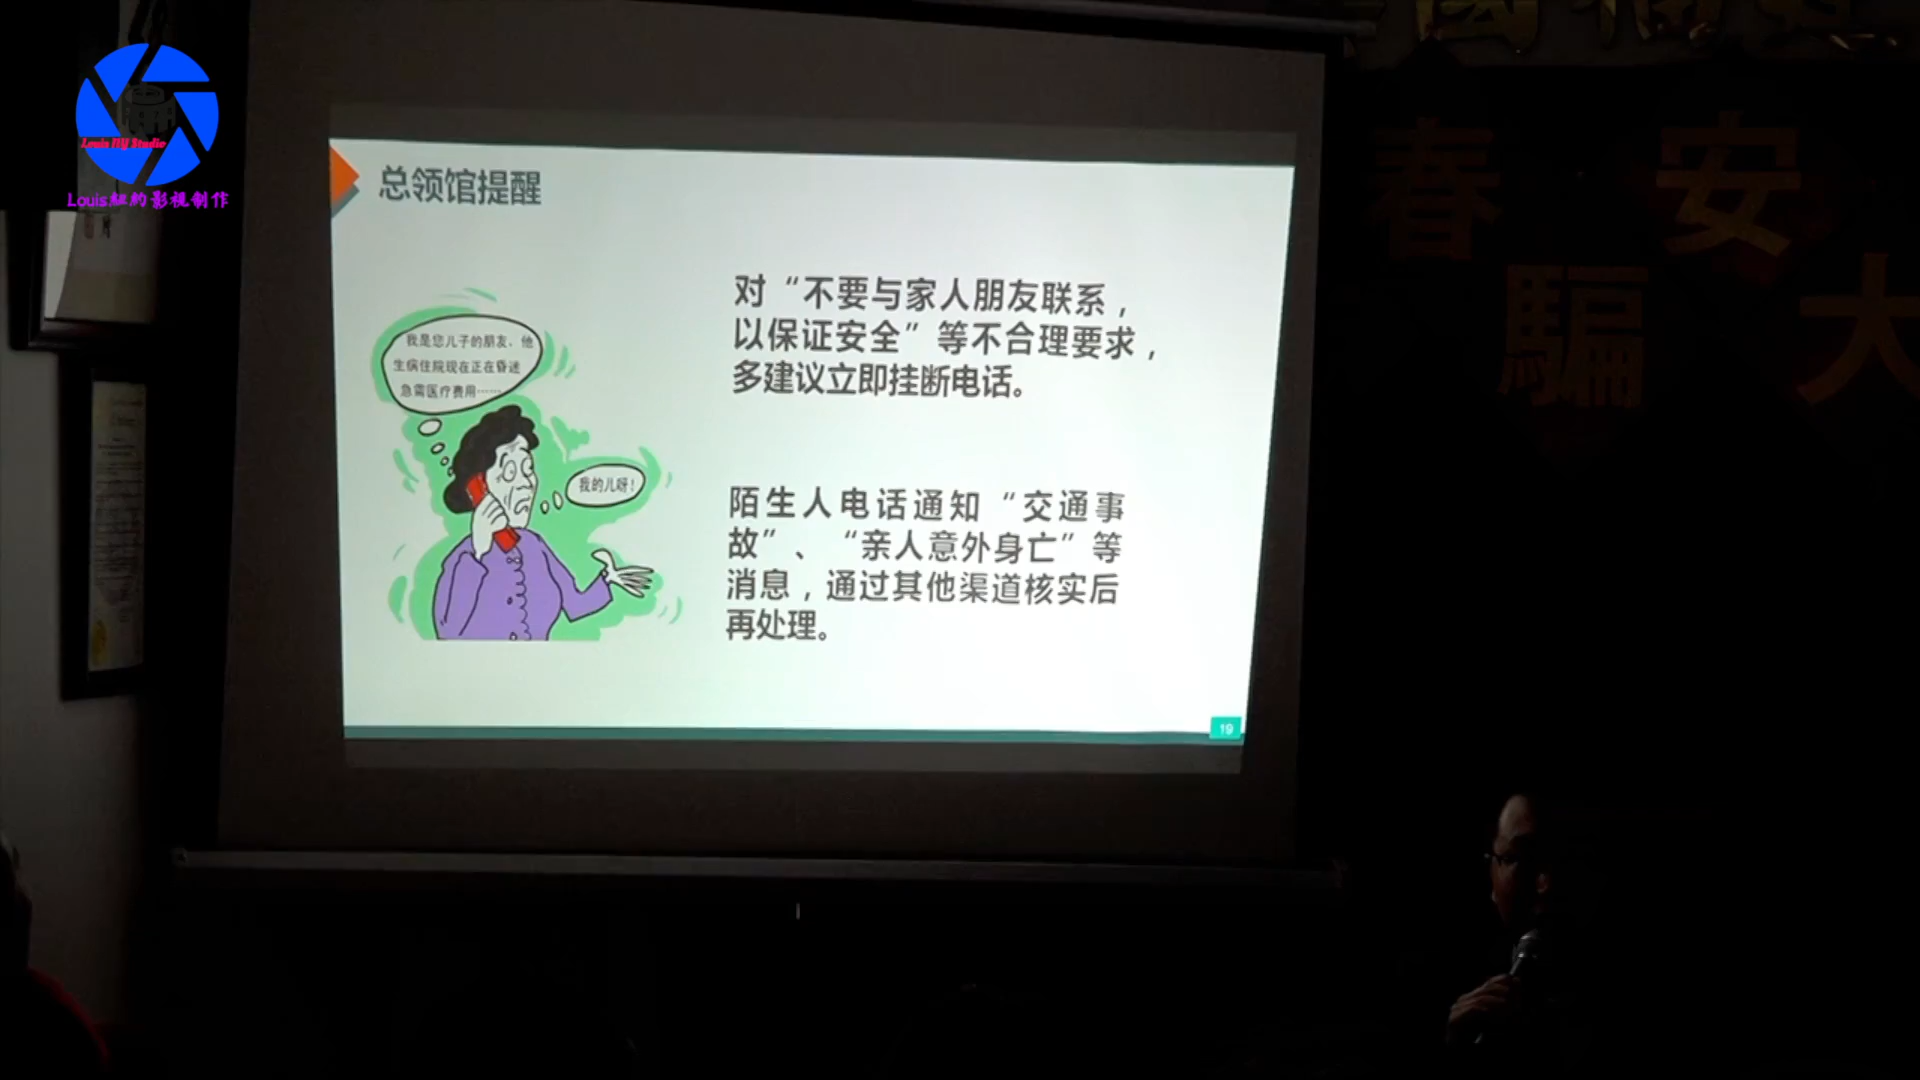 Louis NY Studio
Louis紐約影视制作
总领馆提醒
对“不要与家人朋友联系，
以保证安全”等不合理要求，
多建议立即挂断电话。
我是您儿子的朋友、他
生病住院现在正在昏迷
急需医疗费用……
我的儿呀！
陌生人电话通知“交通事
故”、“亲人意外身亡”等
消息，通过其他渠道核实后
再处理。
19
春 安
騙 大